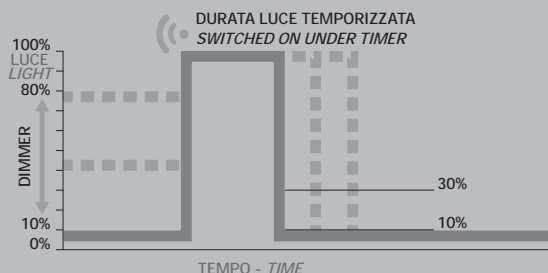 DURATA LUCE TEMPORIZZATA
SWITCHED ON UNDER TIMER
100%
LUCE
LIGHT
80%
DIMMER
30%
10%
10%
0%
TEMPO - TIME